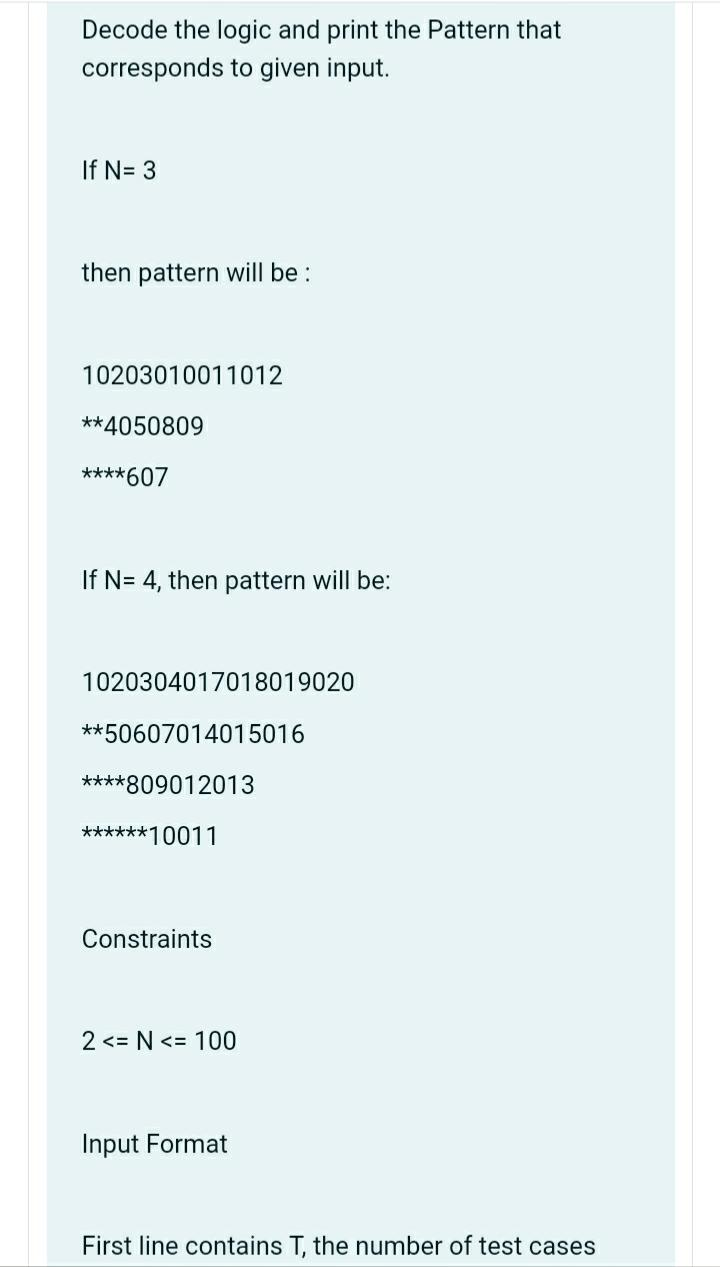 Decode the logic and print the Pattern that
corresponds to given input.
If N= 3
then pattern will be :
10203010011012
**4050809
****607
If N= 4, then pattern will be:
1020304017018019020
**50607014015016
****809012013
******10011
Constraints
2 <= N <= 100
Input Format
First line contains T, the number of test cases